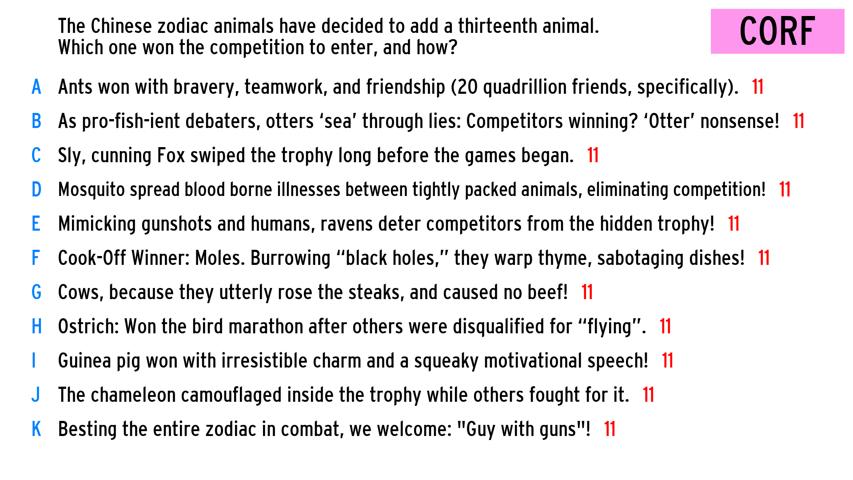 The Chinese zodiac animals have decided to add a thirteenth animal.
Which one won the competition to enter, and how?
CORF
A Ants won with bravery, teamwork, and friendship (20 quadrillion friends, specifically). 11
B As pro-fish-ient debaters, otters ‘sea’ through lies: Competitors winning? ‘Otter’ nonsense! 11
C Sly, cunning Fox swiped the trophy long before the games began. 11
D Mosquito spread blood borne illnesses between tightly packed animals, eliminating competition! 11
E Mimicking gunshots and humans, ravens deter competitors from the hidden trophy! 11
F Cook-Off Winner: Moles. Burrowing “black holes,” they warp thyme, sabotaging dishes! 11
G Cows, because they utterly rose the steaks, and caused no beef! 11
H Ostrich: Won the bird marathon after others were disqualified for “flying”. 11
I Guinea pig won with irresistible charm and a squeaky motivational speech! 11
J The chameleon camouflaged inside the trophy while others fought for it. 11
K Besting the entire zodiac in combat, we welcome: "Guy with guns"! 11